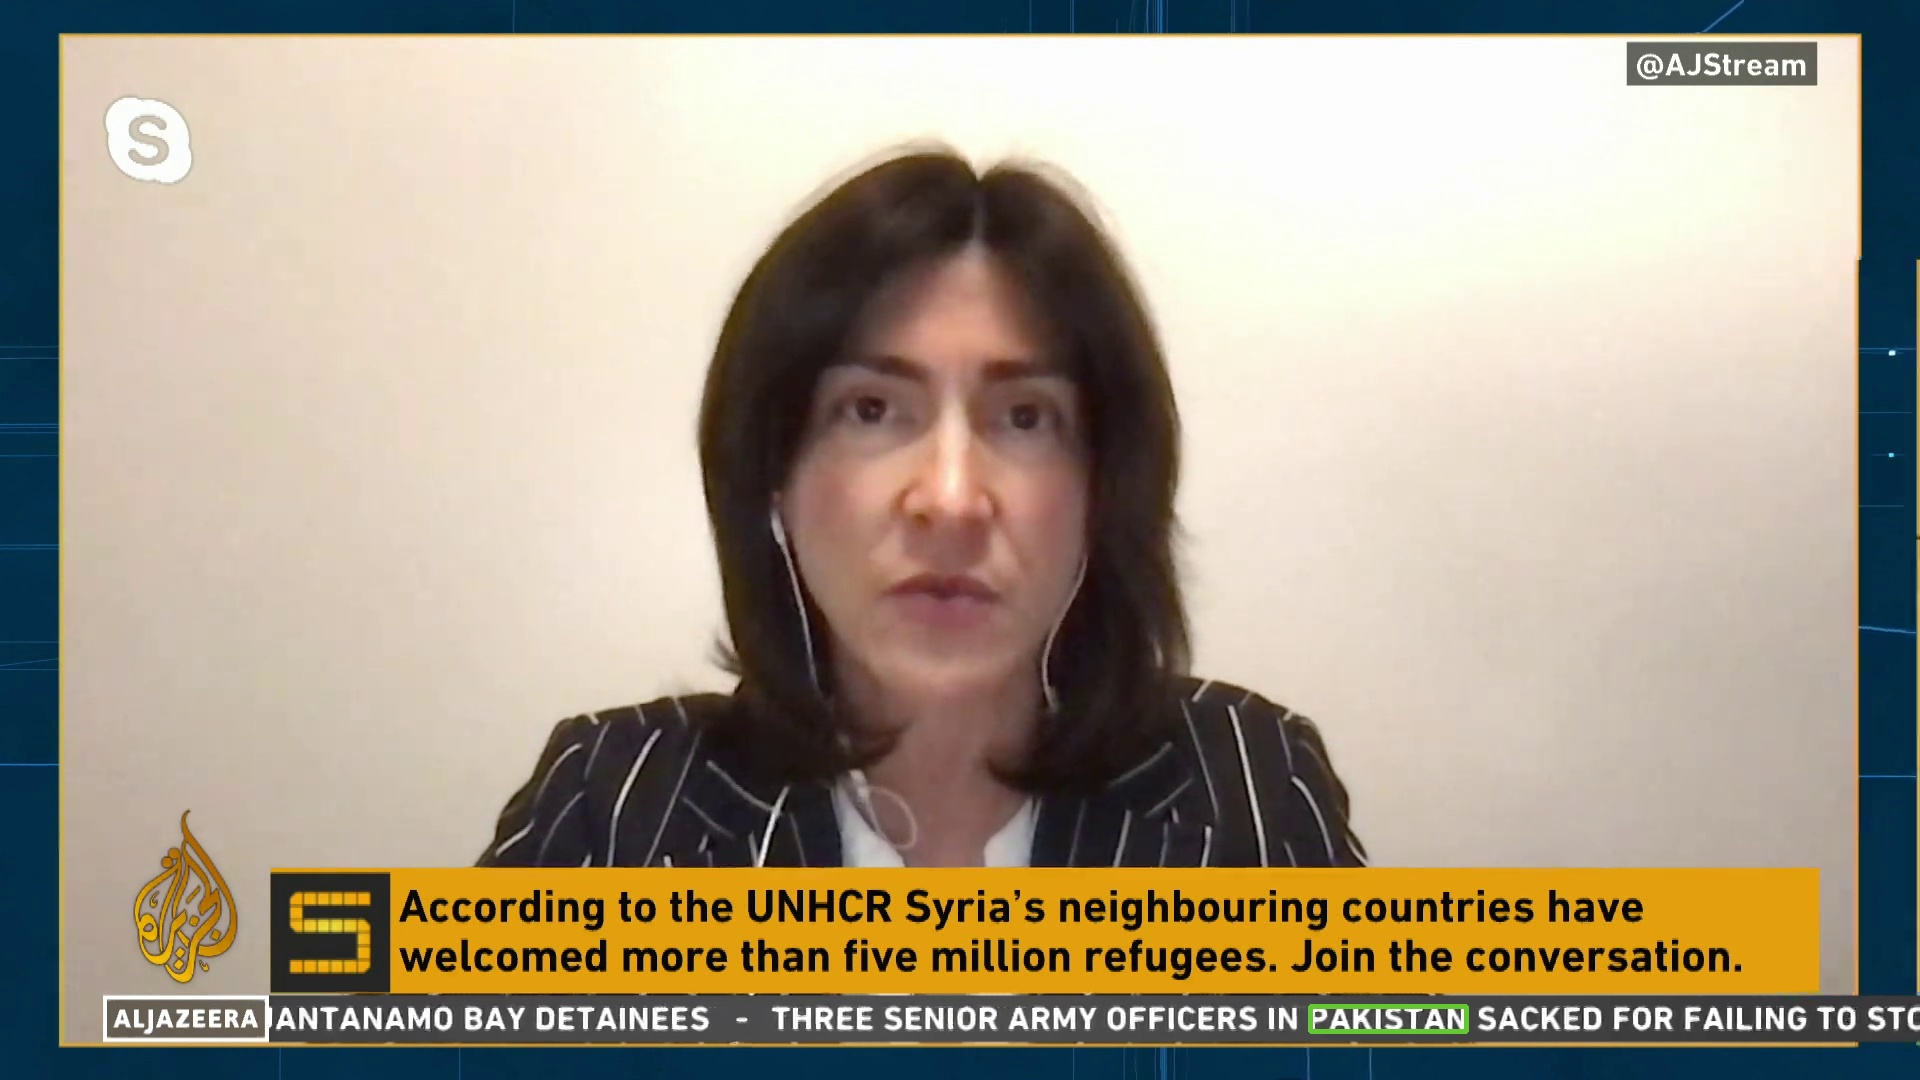 @AJStream
S
According to the UNHCR Syria's neighbouring countries have
welcomed more than five million refugees. Join the conversation.
الجزيرة
ALJAZEERA
ANTANAMO BAY DETAINEES - THREE SENIOR ARMY OFFICERS IN PAKISTAN SACKED FOR FAILING TO STO